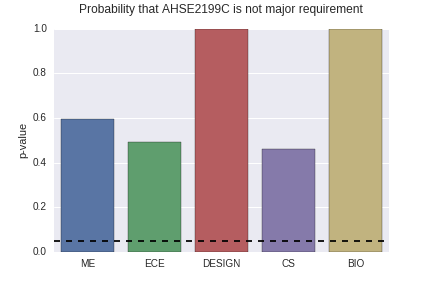 Probability that AHSE2199C is not major requirement
1.0
0.8
0.6
0.4
0.2
0.0
p-value
ME ECE DESIGN CS BIO